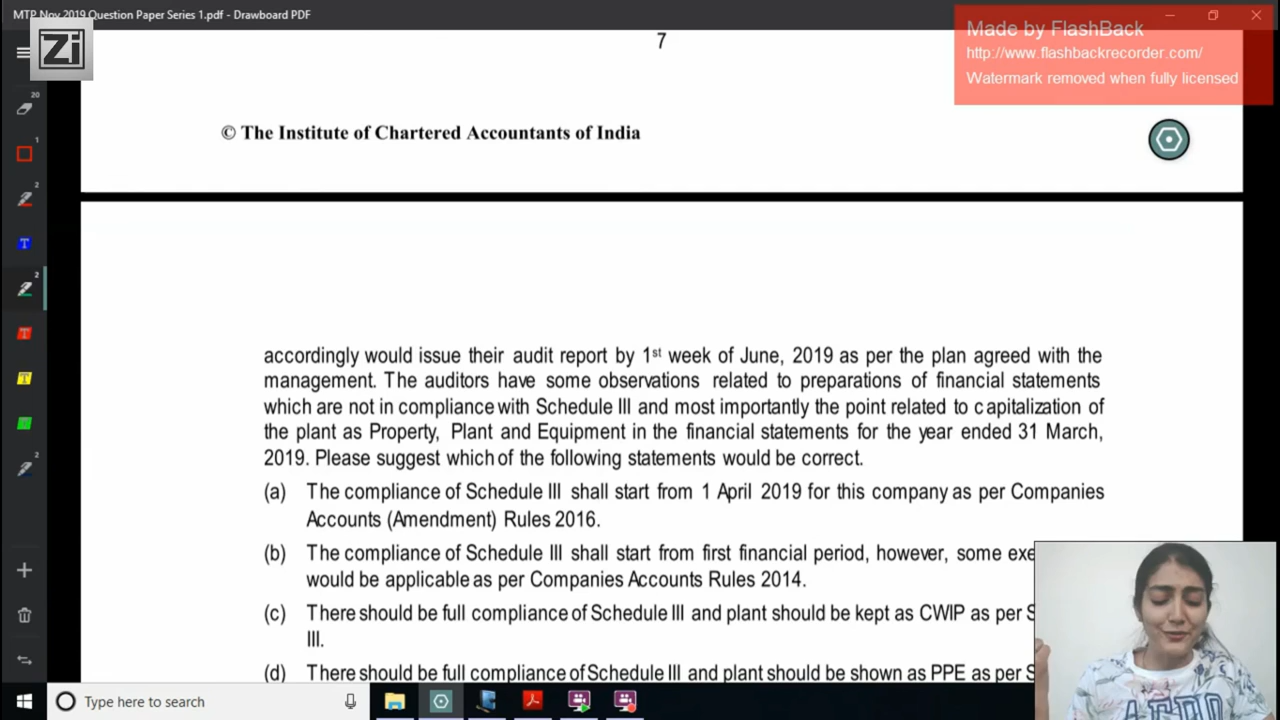 MTP Nov 2019 Question Paper Series 1.pdf - Drawboard PDF
Zi
Made by FlashBack
http://www.flashbackrecorder.com/
Watermark removed when fully licensed
7
© The Institute of Chartered Accountants of India
20
1
2
2
2
accordingly would issue their audit report by 1st week of June, 2019 as per the plan agreed with the
management. The auditors have some observations related to preparations of financial statements
which are not in compliance with Schedule III and most importantly the point related to capitalization of
the plant as Property, Plant and Equipment in the financial statements for the year ended 31 March,
2019. Please suggest which of the following statements would be correct.
(a) The compliance of Schedule III shall start from 1 April 2019 for this company as per Companies
Accounts (Amendment) Rules 2016.
(b) The compliance of Schedule III shall start from first financial period, however, some exe
would be applicable as per Companies Accounts Rules 2014.
(c) There should be full compliance of Schedule III and plant should be kept as CWIP as per S
III.
(d) There should be full compliance of Schedule III and plant should be shown as PPE as per S
Type here to search